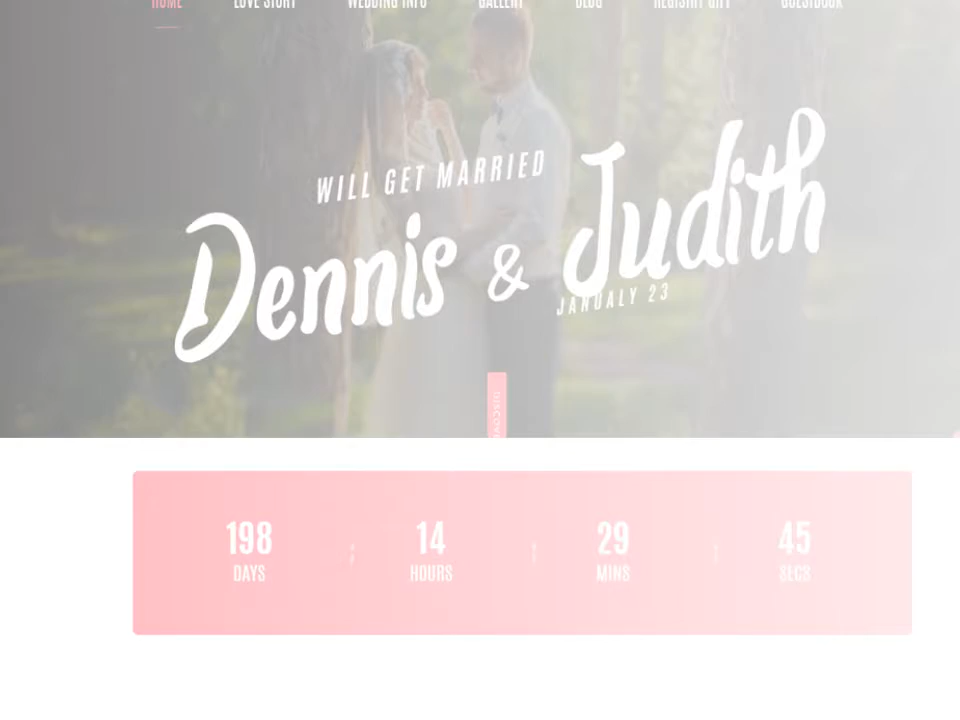 HOME LOVE STORY WEDDING INFO GALLERY BLOG REGISTRY GIFT GUESTBOOK
WILL GET MARRIED
Dennis & Judith
JANUALY 23
198 : 14 : 29 : 45
DAYS HOURS MINS SECS